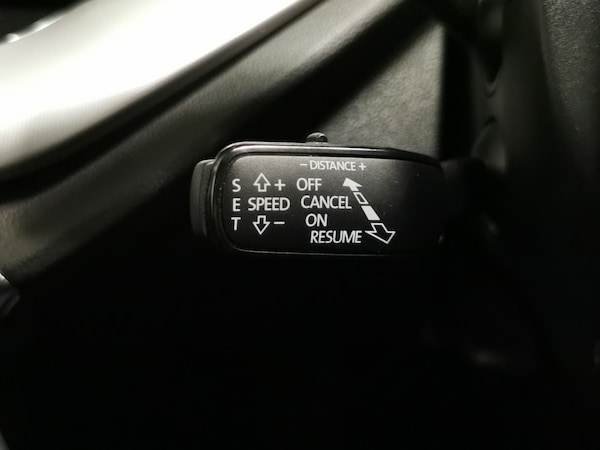 - DISTANCE +
S + OFF
E SPEED CANCEL
T - ON
RESUME